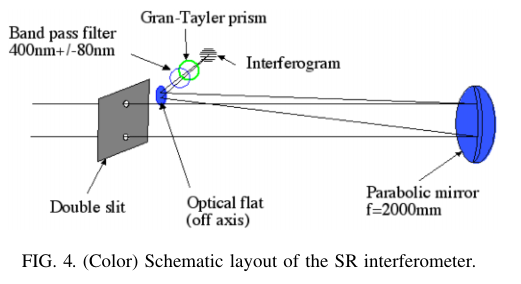 Gran-Tayler prism
Band pass filter
400nm+/-80nm
Interferogram
Double slit
Optical flat
(off axis)
Parabolic mirror
f=2000mm
FIG. 4. (Color) Schematic layout of the SR interferometer.